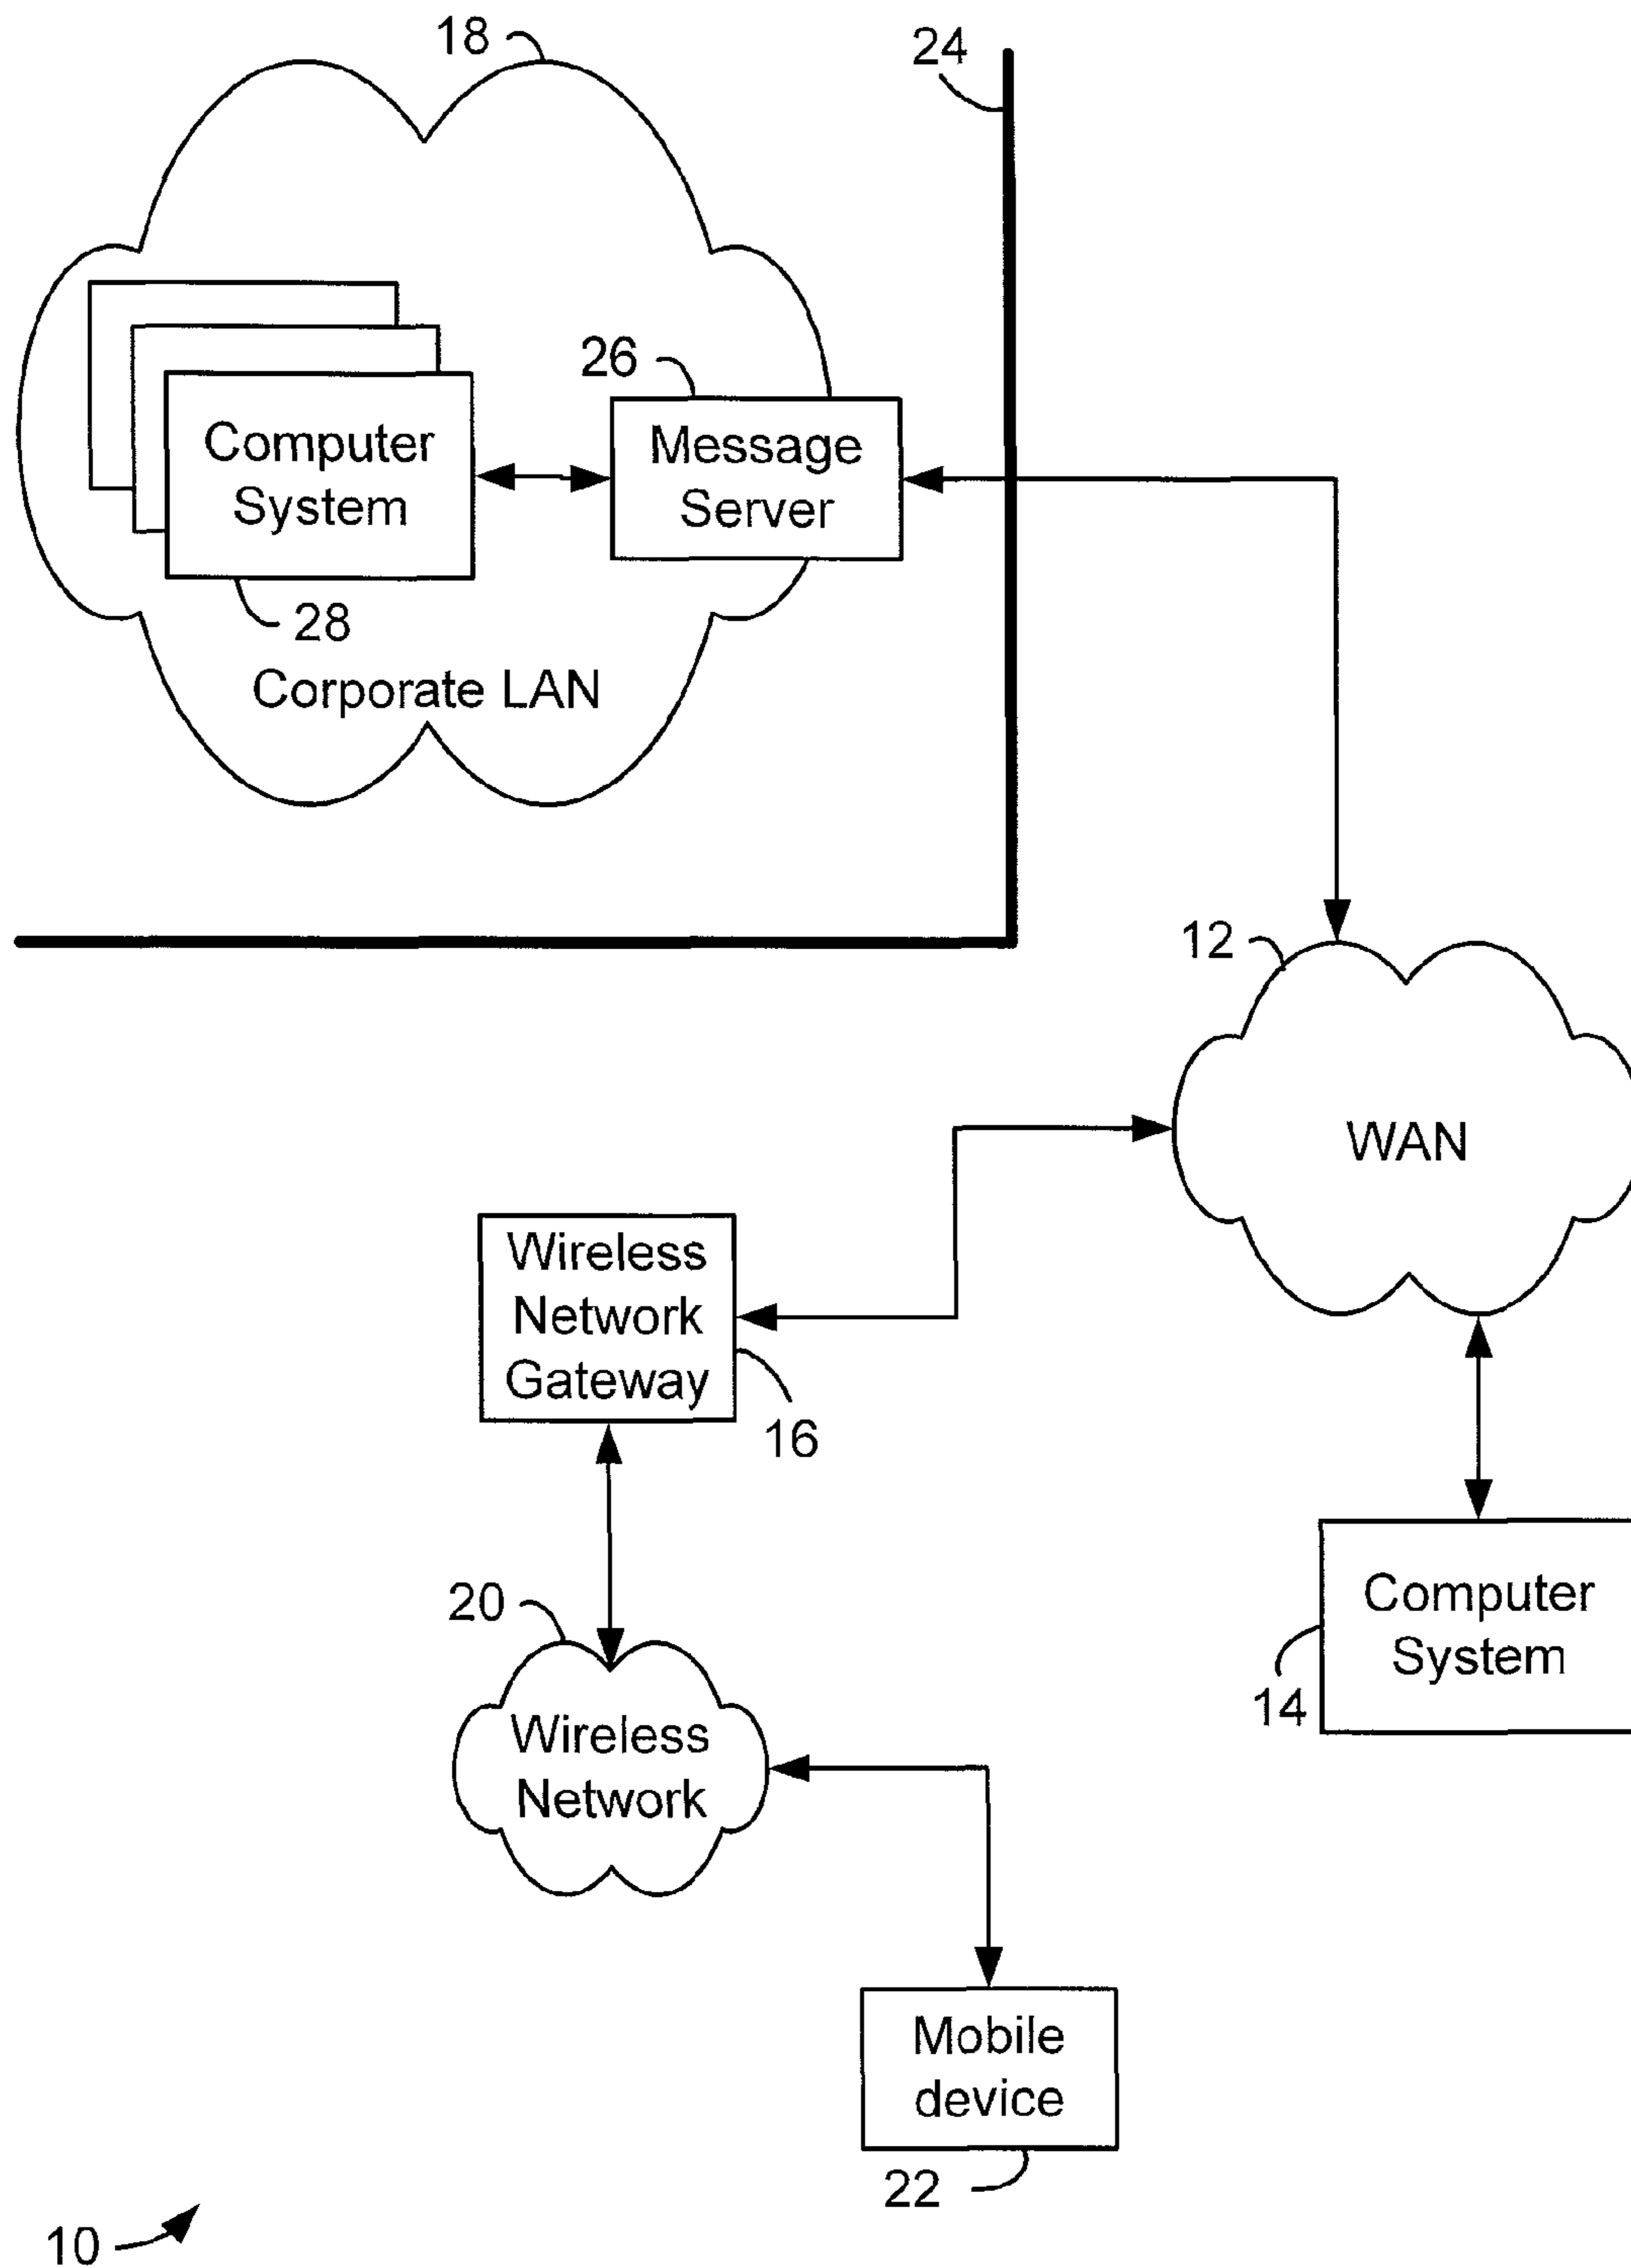 18
24
26
Computer
System
Message
Server
28
Corporate LAN
12
WAN
Wireless
Network
Gateway
16
20
Computer
System
14
Wireless
Network
Mobile
device
22
10